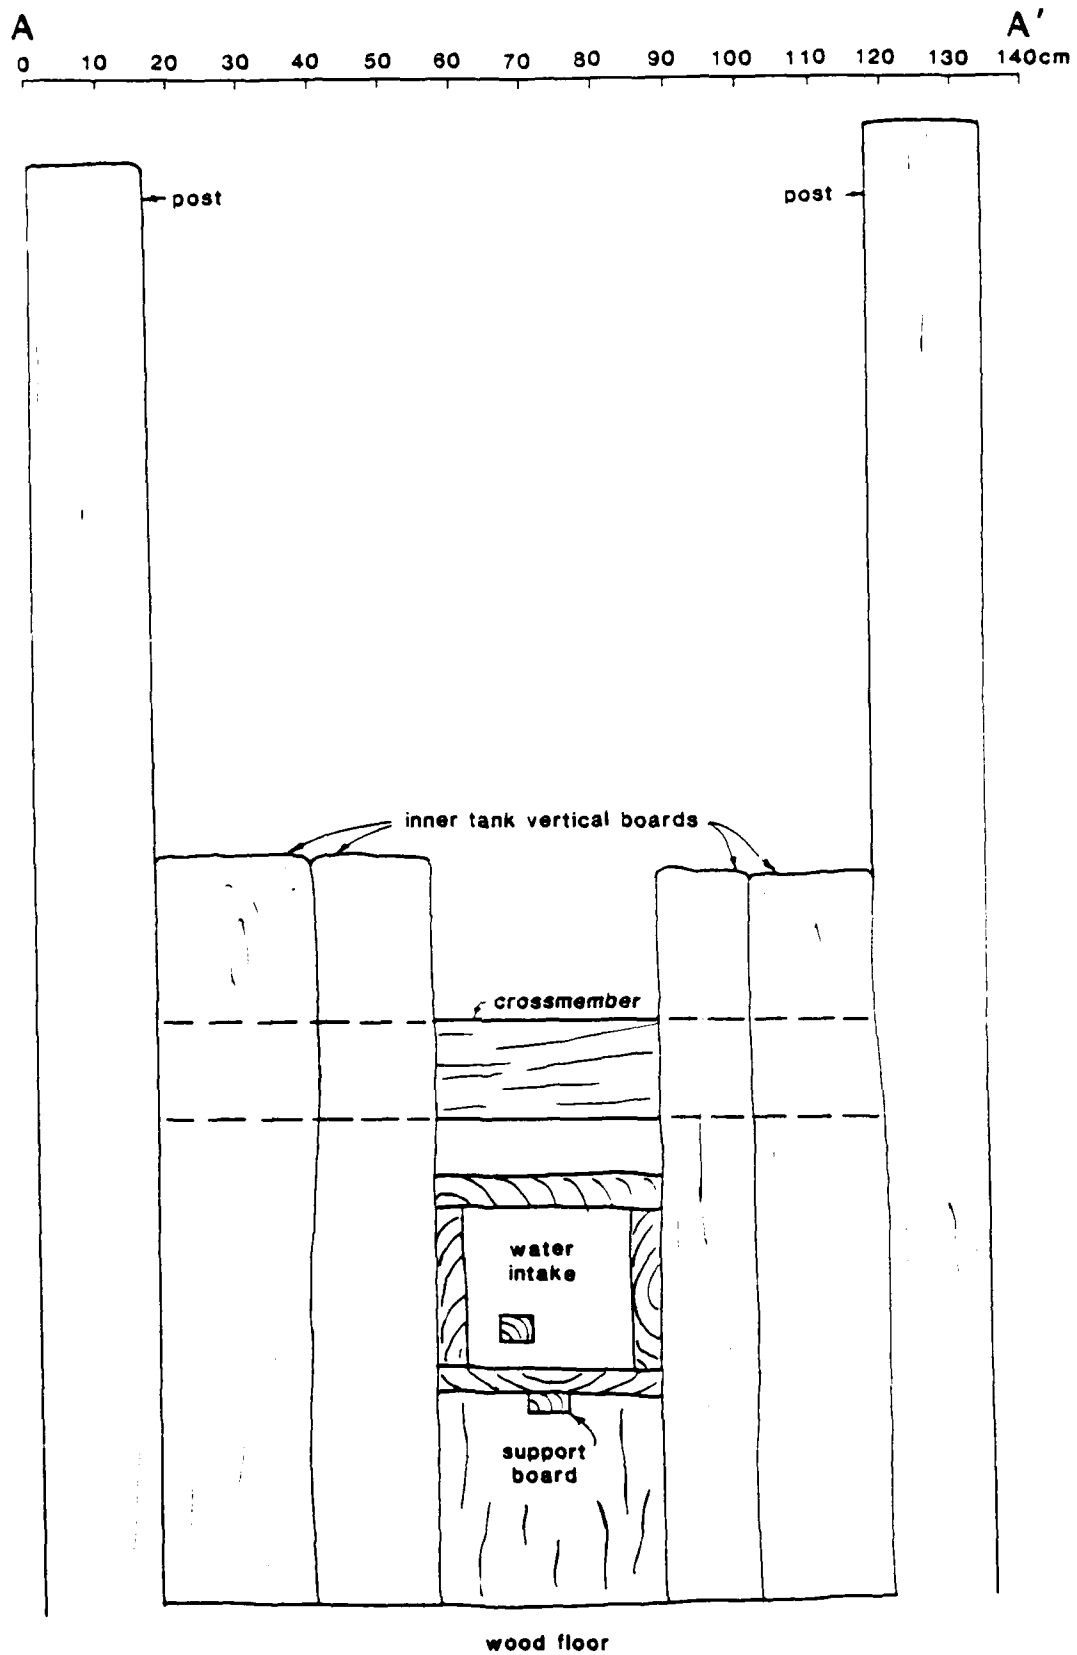 A A'
0 10 20 30 40 50 60 70 80 90 100 110 120 130 140cm
post post
inner tank vertical boards
crossmember
water
intake
support
board
wood floor